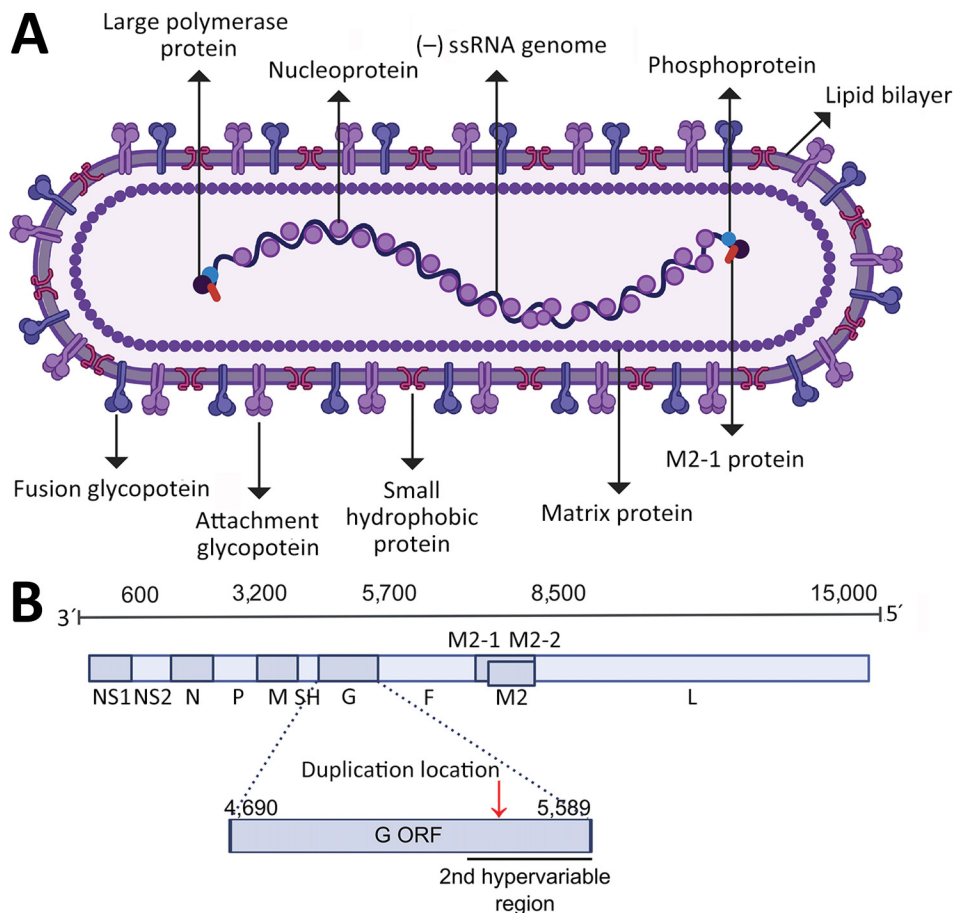 A
Large polymerase
protein
Nucleoprotein
(–) ssRNA genome
Phosphoprotein
Lipid bilayer
Fusion glycopotein
Attachment
glycopotein
Small
hydrophobic
protein
Matrix protein
M2-1 protein
B
600 3,200 5,700 8,500 15,000
3´ 5´
M2-1 M2-2
NS1 NS2 N P M SH G F M2 L
Duplication location
4,690 5,589
G ORF
2nd hypervariable
region